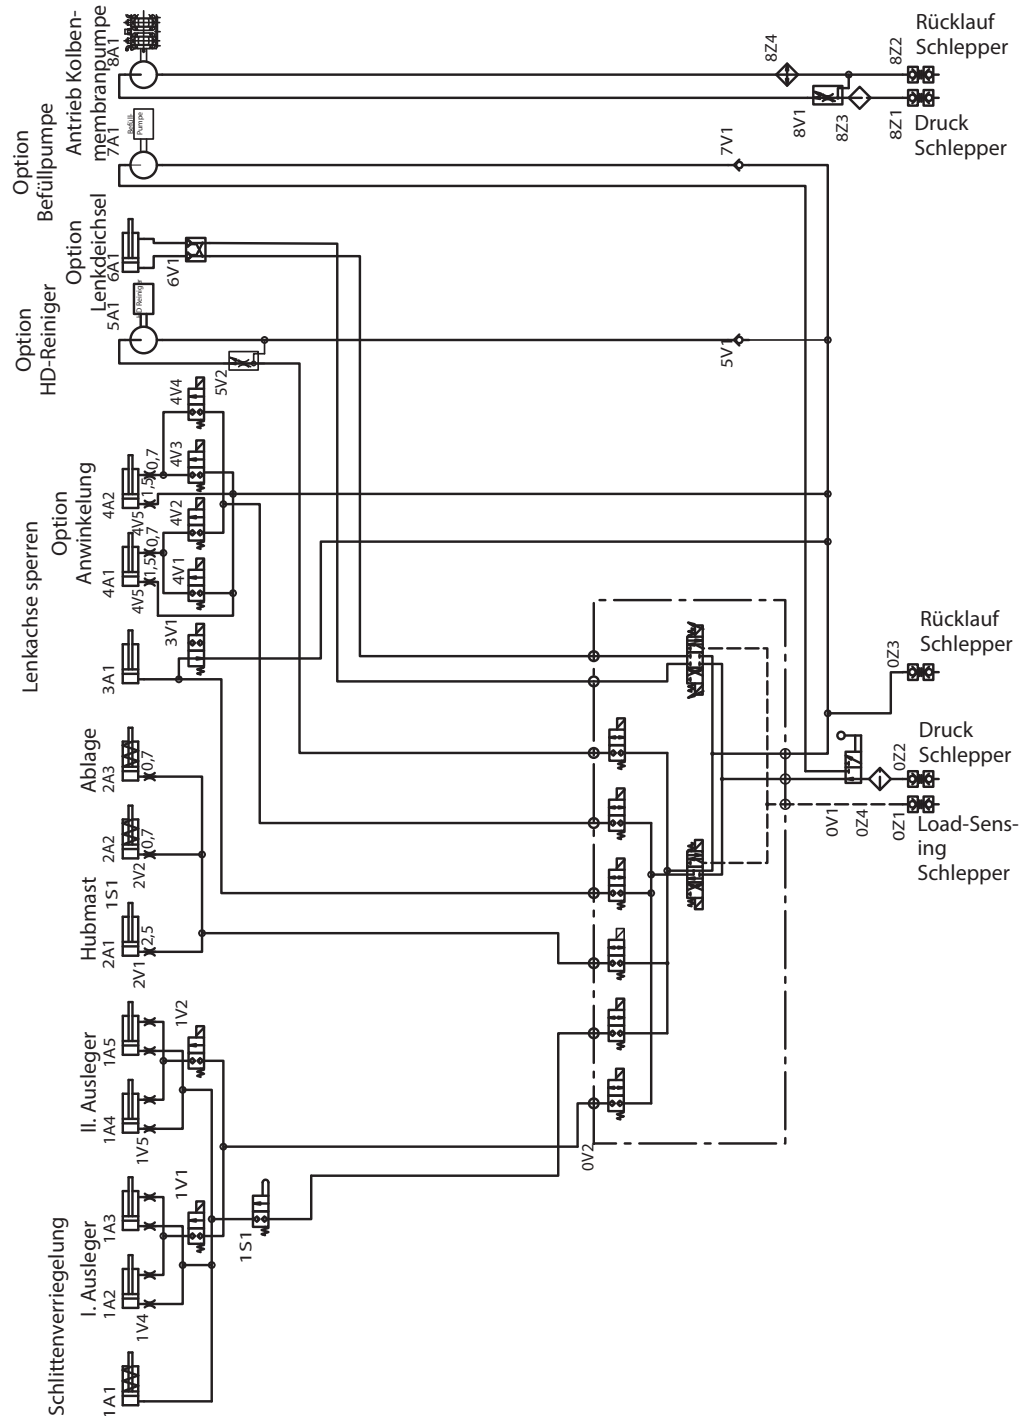 Antrieb Kolben-
membranpumpe
8A1
8Z4
8Z2
Rücklauf
Schlepper
8V1
8Z3
8Z1
Druck
Schlepper
Option
Befüllpumpe
7A1
Befüll-
Pumpe
7V1
Option
Lenkdeichsel
6A1
6V1
Option
HD-Reiniger
5A1
HD Reiniger
5V2
5V1
Lenkachse sperren
Option
Anwinkelung
4V4
4V3
4V2
4V1
4A2
4V5
1,5
0,7
4A1
4V5
1,5
0,7
3V1
3A1
Rücklauf
Schlepper
0Z3
Ablage
2A3
0,7
2A2
2V2
0,7
Druck
Schlepper
0Z2
0V1
0Z4
0Z1
Load-Sens-
ing
Schlepper
1S1
Hubmast
2A1
2V1
2,5
II. Ausleger
1A5
1V2
1A4
1V5
0V2
Schlittenverriegelung
I. Ausleger
1A3
1V1
1S1
1A2
1V4
1A1